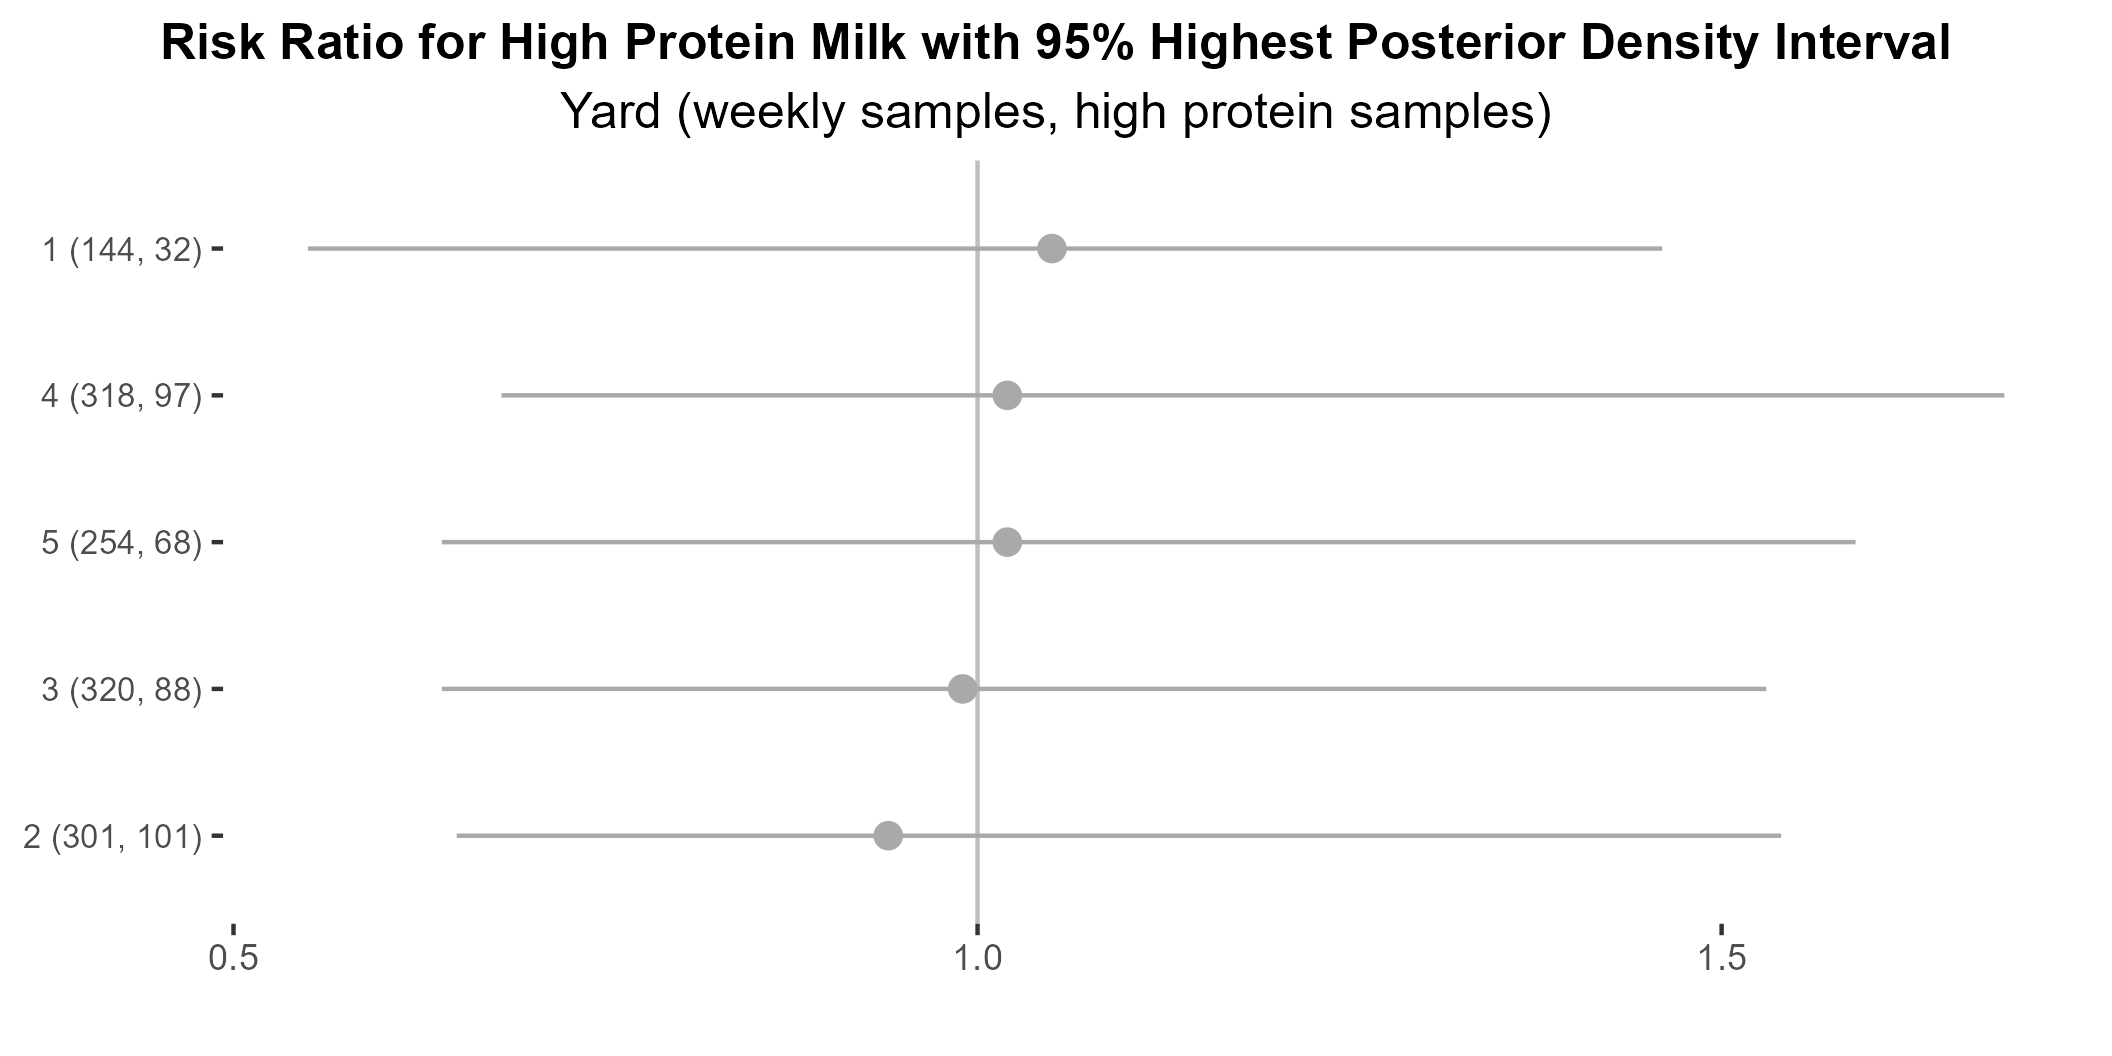 Risk Ratio for High Protein Milk with 95% Highest Posterior Density Interval
Yard (weekly samples, high protein samples)
1 (144, 32)
4 (318, 97)
5 (254, 68)
3 (320, 88)
2 (301, 101)
0.5 1.0 1.5